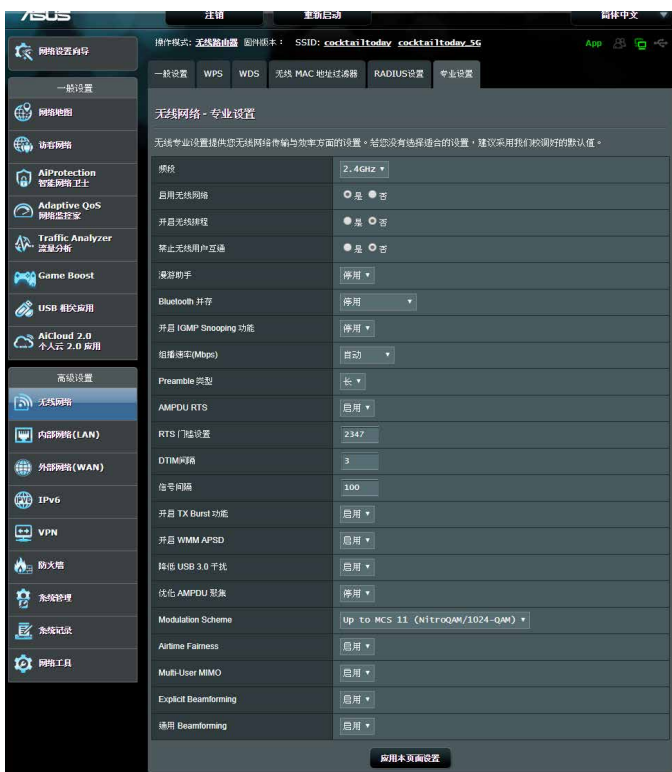 ASUS
注销
重新启动
简体中文
操作模式: 无线路由器 固件版本: SSID: cocktailtoday cocktailtoday_5G
App
网络设置向导
一般设置
网络地图
访客网络
AiProtection
智能网络卫士
Adaptive QoS
网络监控家
Traffic Analyzer
流量分析
Game Boost
USB 相关应用
AiCloud 2.0
个人云 2.0 应用
高级设置
无线网络
内部网络(LAN)
外部网络(WAN)
IPv6
VPN
防火墙
系统管理
系统记录
网络工具
一般设置 WPS WDS 无线 MAC 地址过滤器 RADIUS设置 专业设置
无线网络 - 专业设置
无线专业设置提供您无线网络传输与效率方面的设置。若您没有选择适合的设置，建议采用我们校调好的默认值。
频段 2.4GHz
启用无线网络 是 否
开启无线排程 是 否
禁止无线用户互通 是 否
漫游助手 停用
Bluetooth 并存 停用
开启 IGMP Snooping 功能 停用
组播速率(Mbps) 自动
Preamble 类型 长
AMPDU RTS 启用
RTS 门槛设置 2347
DTIM间隔 3
信号间隔 100
开启 TX Burst 功能 启用
开启 WMM APSD 启用
降低 USB 3.0 干扰 启用
优化 AMPDU 聚集 停用
Modulation Scheme Up to MCS 11 (NitroQAM/1024-QAM)
Airtime Fairness 启用
Multi-User MIMO 启用
Explicit Beamforming 启用
通用 Beamforming 启用
应用本页面设置